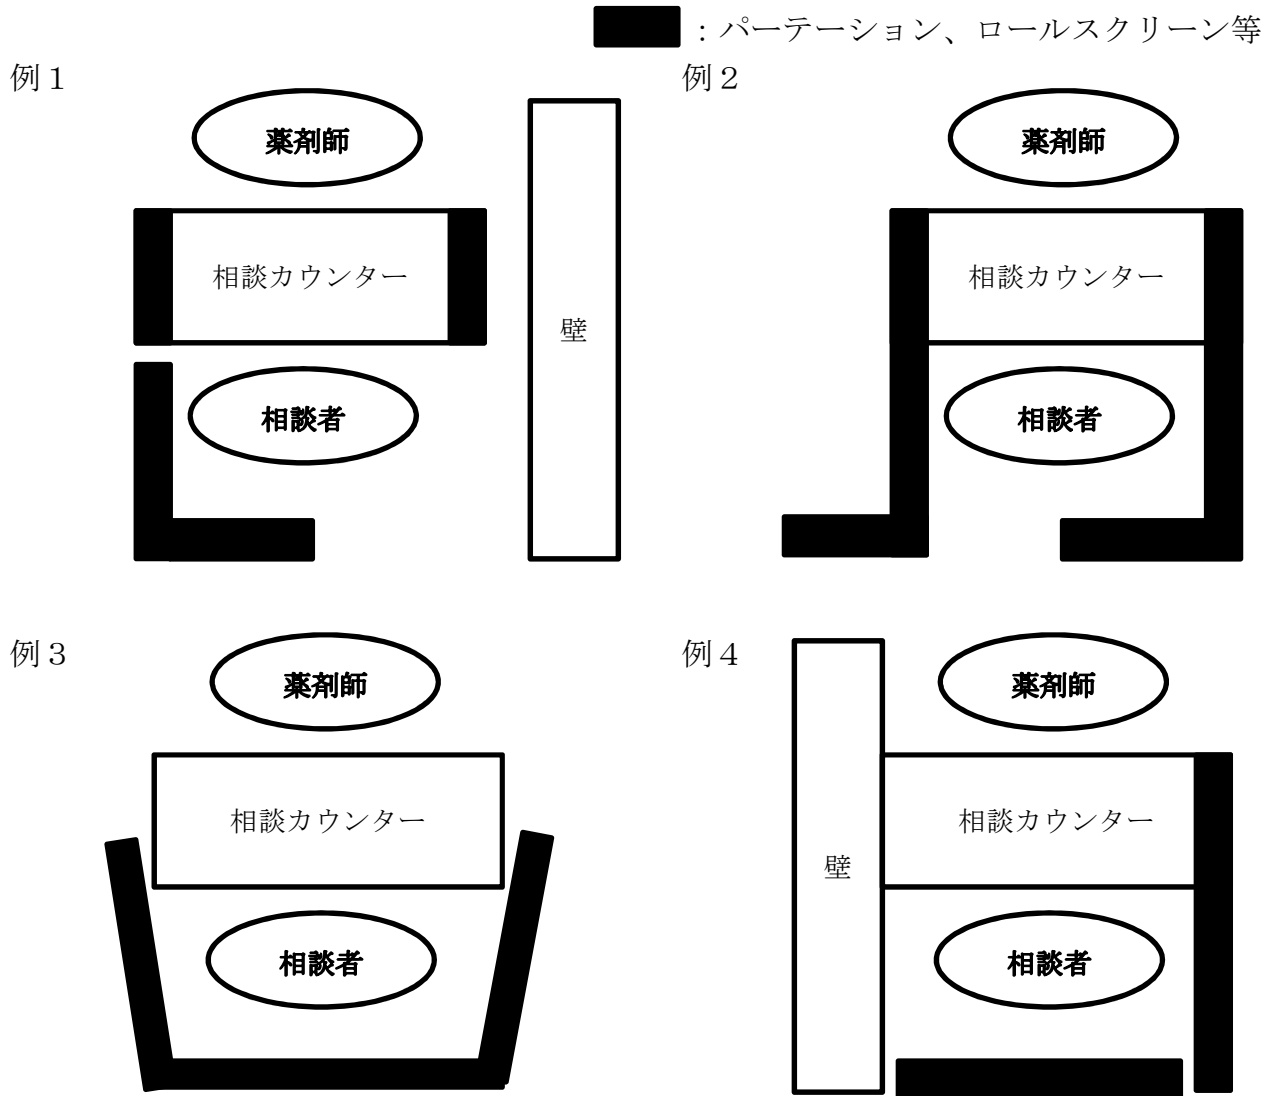 ：パーテーション、ロールスクリーン等
例１
薬剤師
相談カウンター
相談者
壁
例２
薬剤師
相談カウンター
相談者
例３
薬剤師
相談カウンター
相談者
例４
薬剤師
相談カウンター
相談者
壁